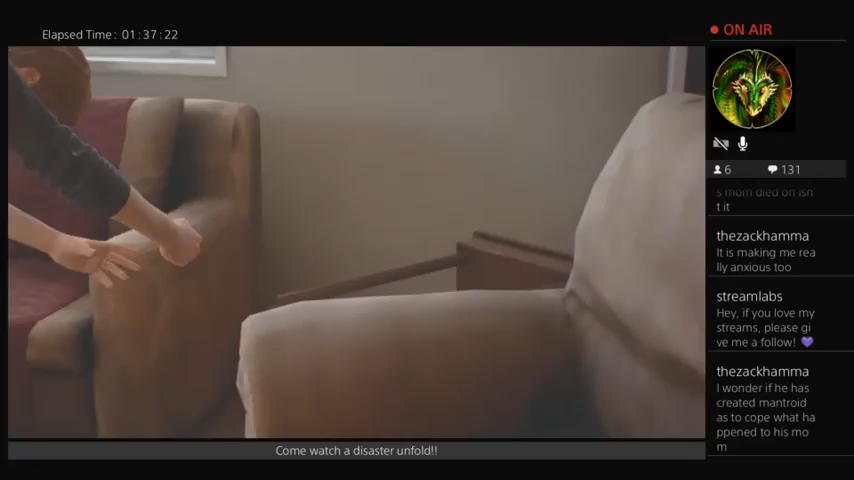 Elapsed Time: 01:37:22
ON AIR
6 131
s mom died on isn
t it
thezackhamma
It is making me rea
lly anxious too
streamlabs
Hey, if you love my
streams, please gi
ve me a follow! 💜
thezackhamma
I wonder if he has
created mantroid
as to cope what ha
ppened to his mo
m
Come watch a disaster unfold!!